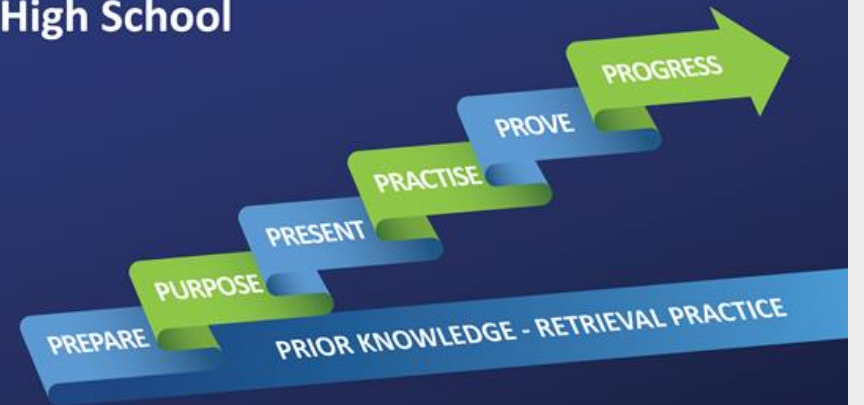 High School
PROGRESS
PROVE
PRACTISE
PRESENT
PURPOSE
PREPARE
PRIOR KNOWLEDGE - RETRIEVAL PRACTICE